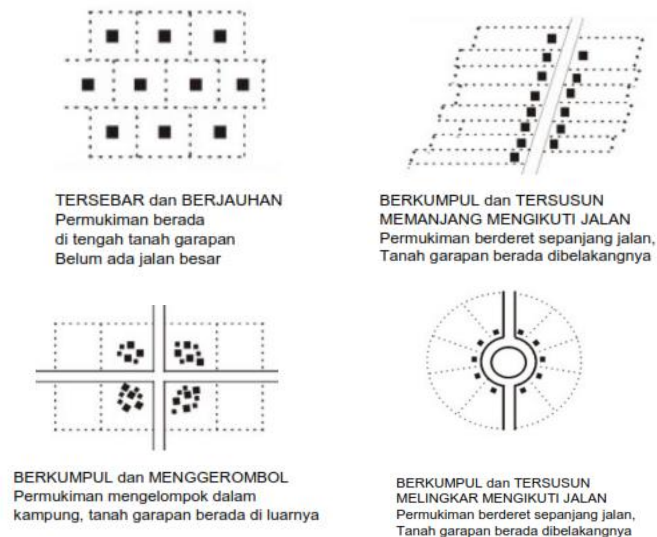 TERSEBAR dan BERJAUHAN
Permukiman berada
di tengah tanah garapan
Belum ada jalan besar
BERKUMPUL dan TERSUSUN
MEMANJANG MENGIKUTI JALAN
Permukiman berderet sepanjang jalan,
Tanah garapan berada dibelakangnya
BERKUMPUL dan MENGGEROMBOL
Permukiman mengelompok dalam
kampung, tanah garapan berada di luarnya
BERKUMPUL dan TERSUSUN
MELINGKAR MENGIKUTI JALAN
Permukiman berderet sepanjang jalan,
Tanah garapan berada dibelakangnya